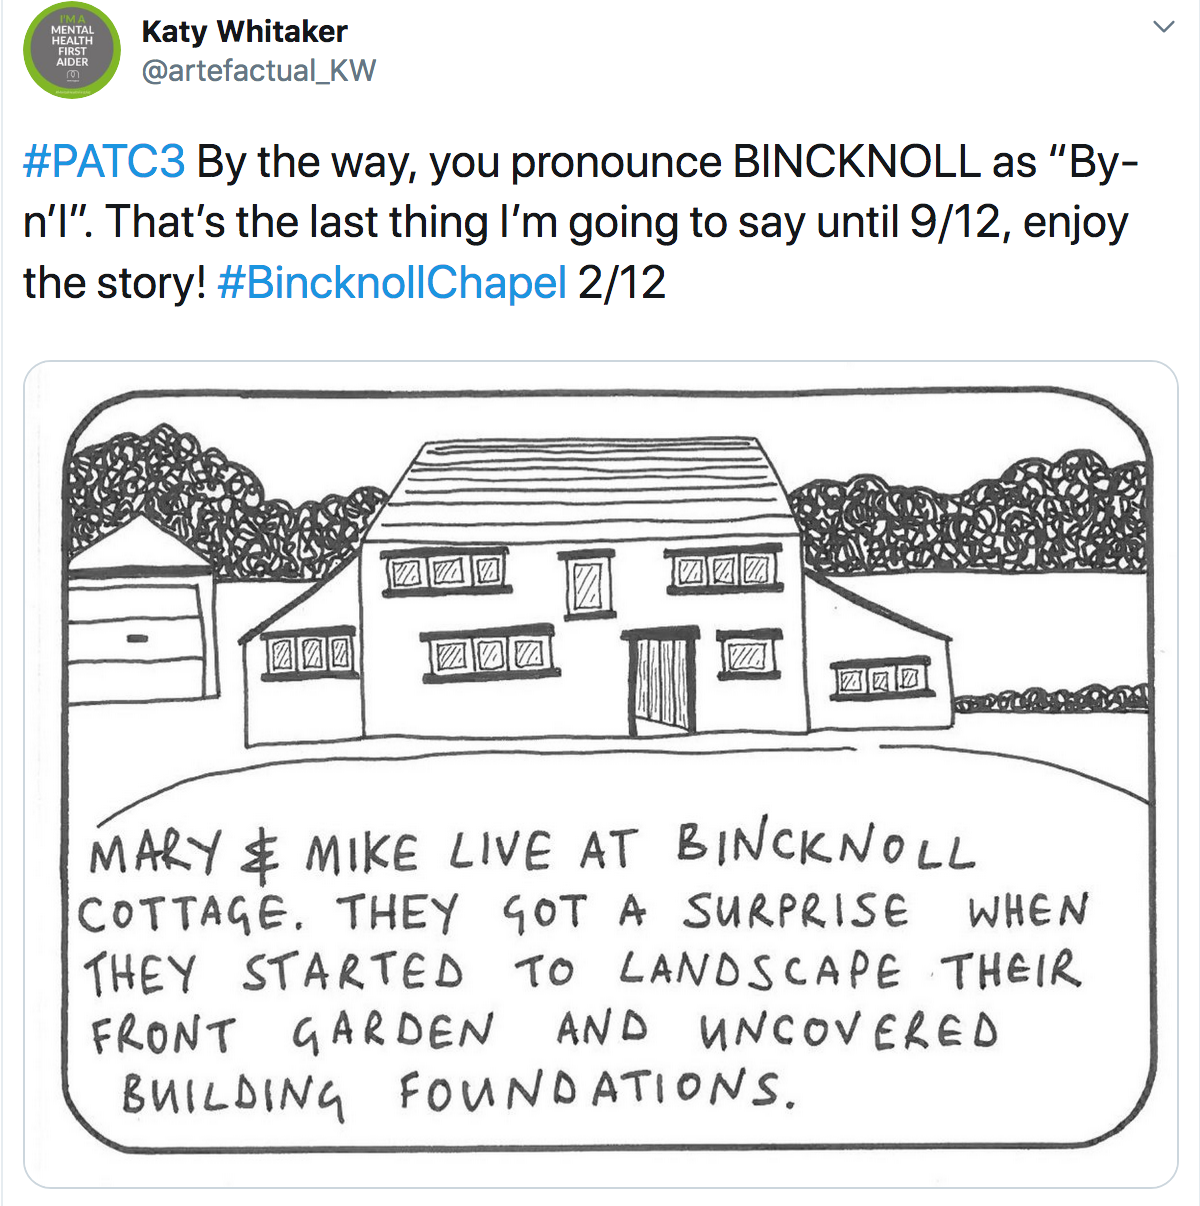 I'M A
MENTAL
HEALTH
FIRST
AIDER
Katy Whitaker
@artefactual_KW
#PATC3 By the way, you pronounce BINCKNOLL as “By-
n’l”. That’s the last thing I’m going to say until 9/12, enjoy
the story! #BincknollChapel 2/12
MARY & MIKE LIVE AT BINCKNOLL
COTTAGE. THEY GOT A SURPRISE WHEN
THEY STARTED TO LANDSCAPE THEIR
FRONT GARDEN AND UNCOVERED
BUILDING FOUNDATIONS.